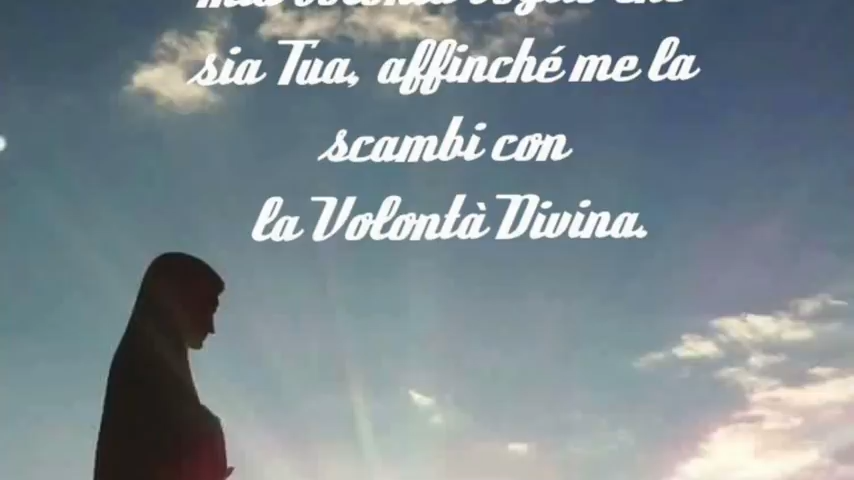 sia Tua, affinché me la
scambi con
la Volontà Divina.